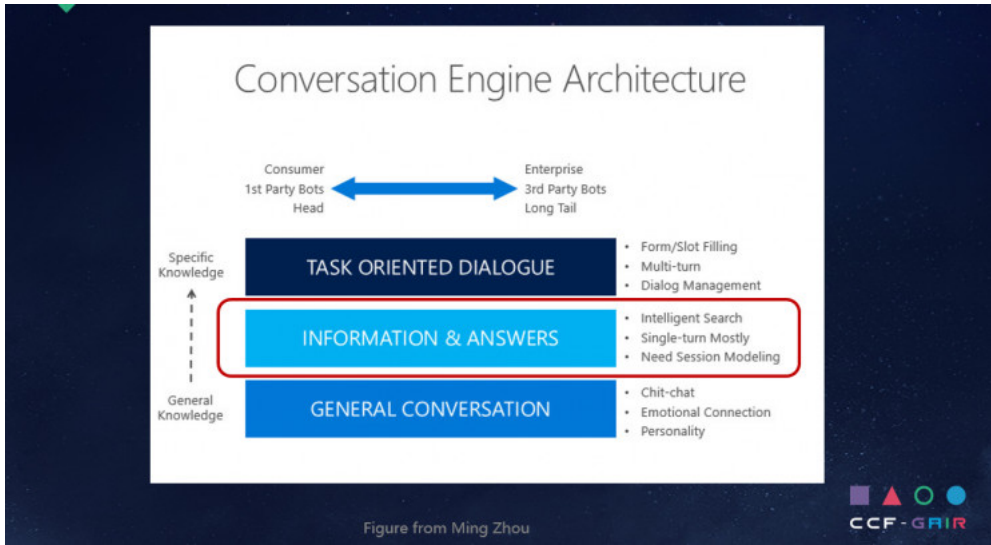 Conversation Engine Architecture
Consumer
1st Party Bots
Head
Enterprise
3rd Party Bots
Long Tail
Specific
Knowledge
General
Knowledge
TASK ORIENTED DIALOGUE
• Form/Slot Filling
• Multi-turn
• Dialog Management
INFORMATION & ANSWERS
• Intelligent Search
• Single-turn Mostly
• Need Session Modeling
GENERAL CONVERSATION
• Chit-chat
• Emotional Connection
• Personality
Figure from Ming Zhou
CCF-GAIR